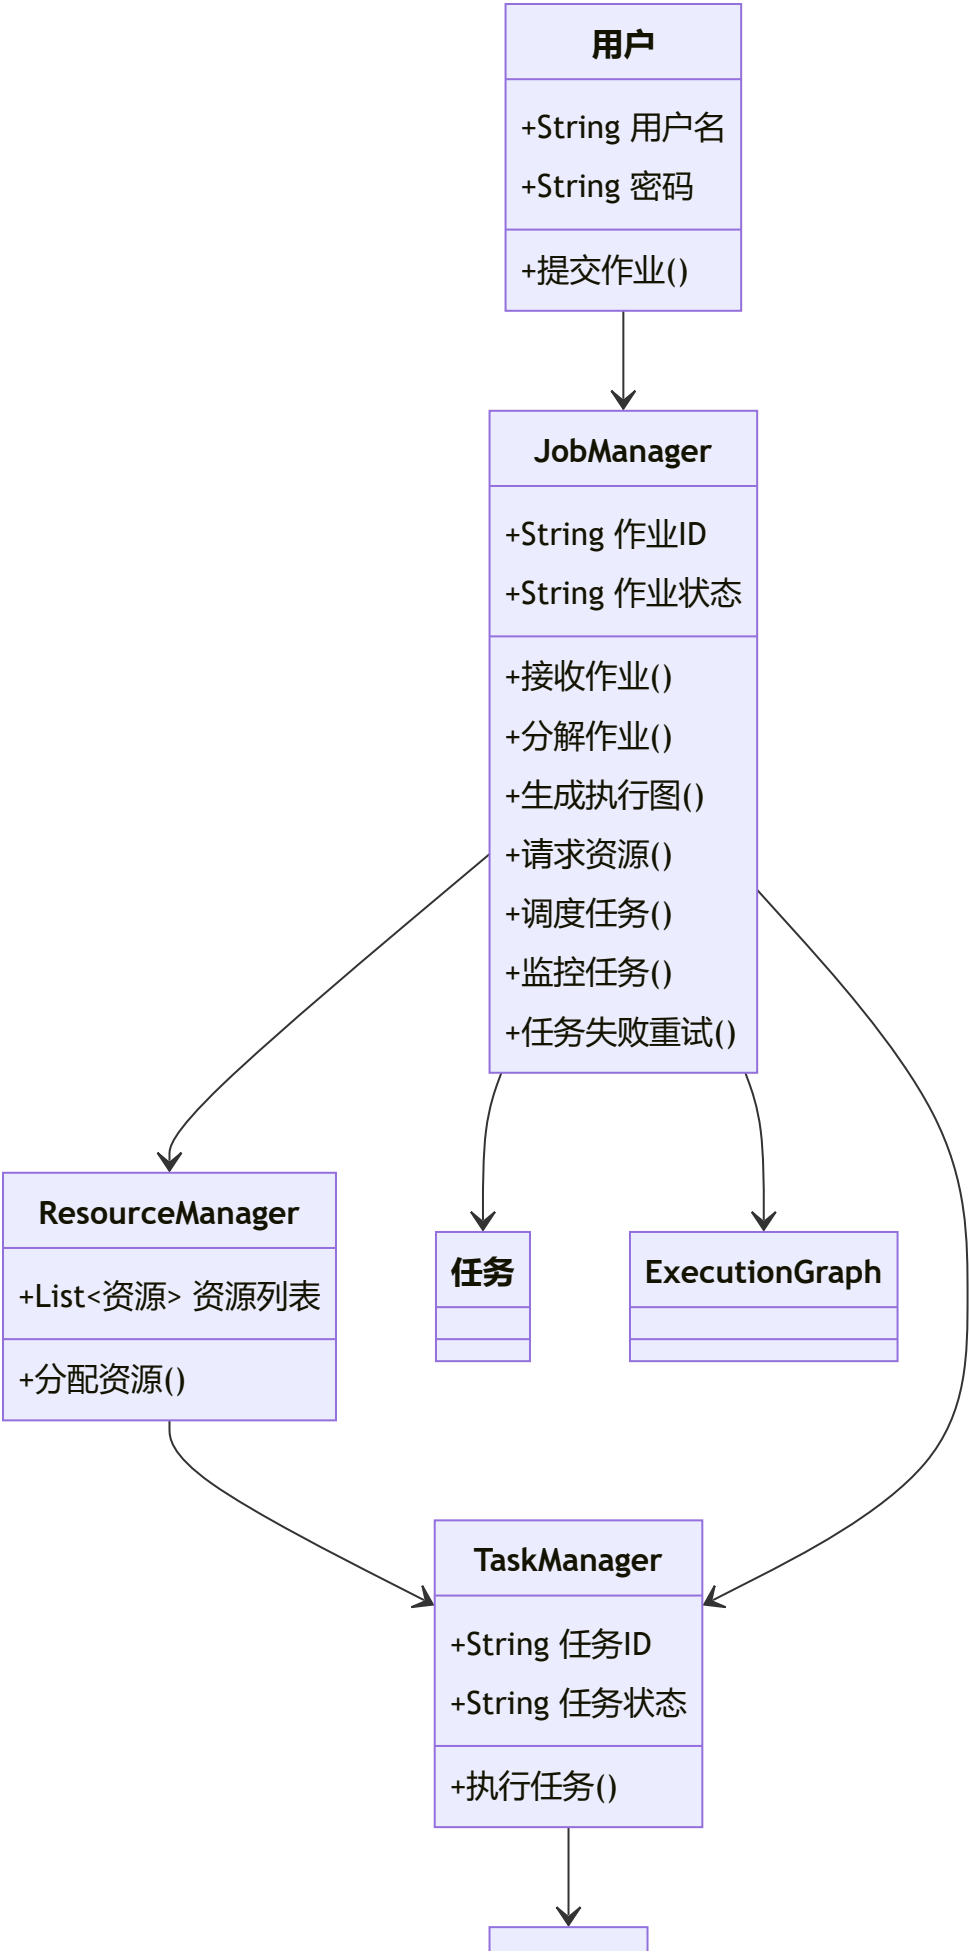 用户
+String 用户名
+String 密码
+提交作业()
JobManager
+String 作业ID
+String 作业状态
+接收作业()
+分解作业()
+生成执行图()
+请求资源()
+调度任务()
+监控任务()
+任务失败重试()
ResourceManager
+List<资源> 资源列表
+分配资源()
任务
ExecutionGraph
TaskManager
+String 任务ID
+String 任务状态
+执行任务()